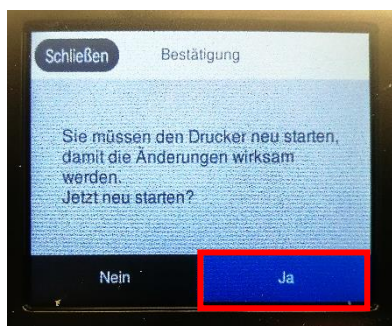 Schließen
Bestätigung
Sie müssen den Drucker neu starten,
damit die Änderungen wirksam
werden.
Jetzt neu starten?
Nein
Ja